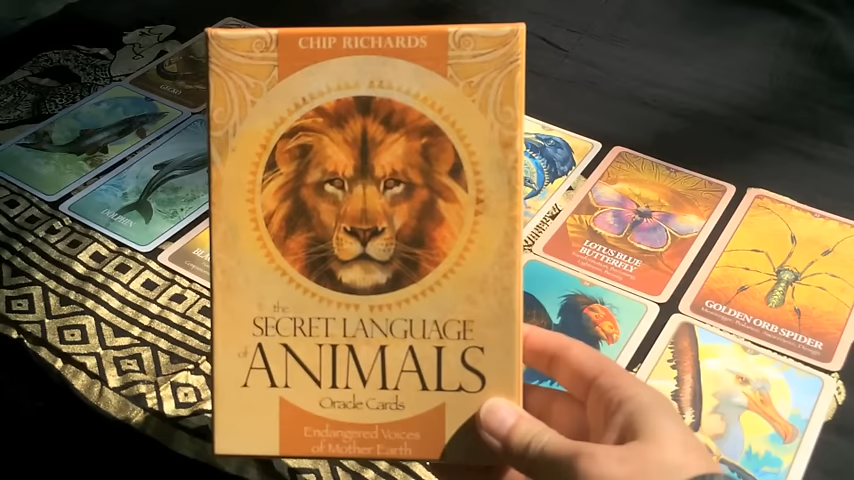 CHIP RICHARDS
the
SECRET LANGUAGE
of ANIMALS
Oracle Cards
Endangered Voices
of Mother Earth
DOLPHIN
LOTUS BLUE
BUTTERFLY
GOLDEN ORB SPIDER